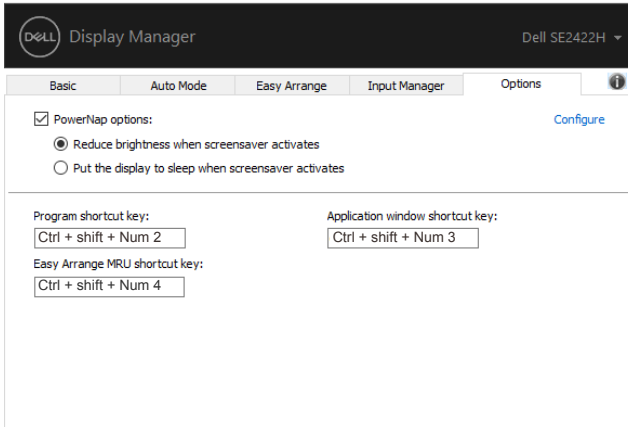 DELL Display Manager
Dell SE2422H
Basic Auto Mode Easy Arrange Input Manager Options
PowerNap options:
Configure
Reduce brightness when screensaver activates
Put the display to sleep when screensaver activates
Program shortcut key:
Application window shortcut key:
Ctrl + shift + Num 2
Ctrl + shift + Num 3
Easy Arrange MRU shortcut key:
Ctrl + shift + Num 4